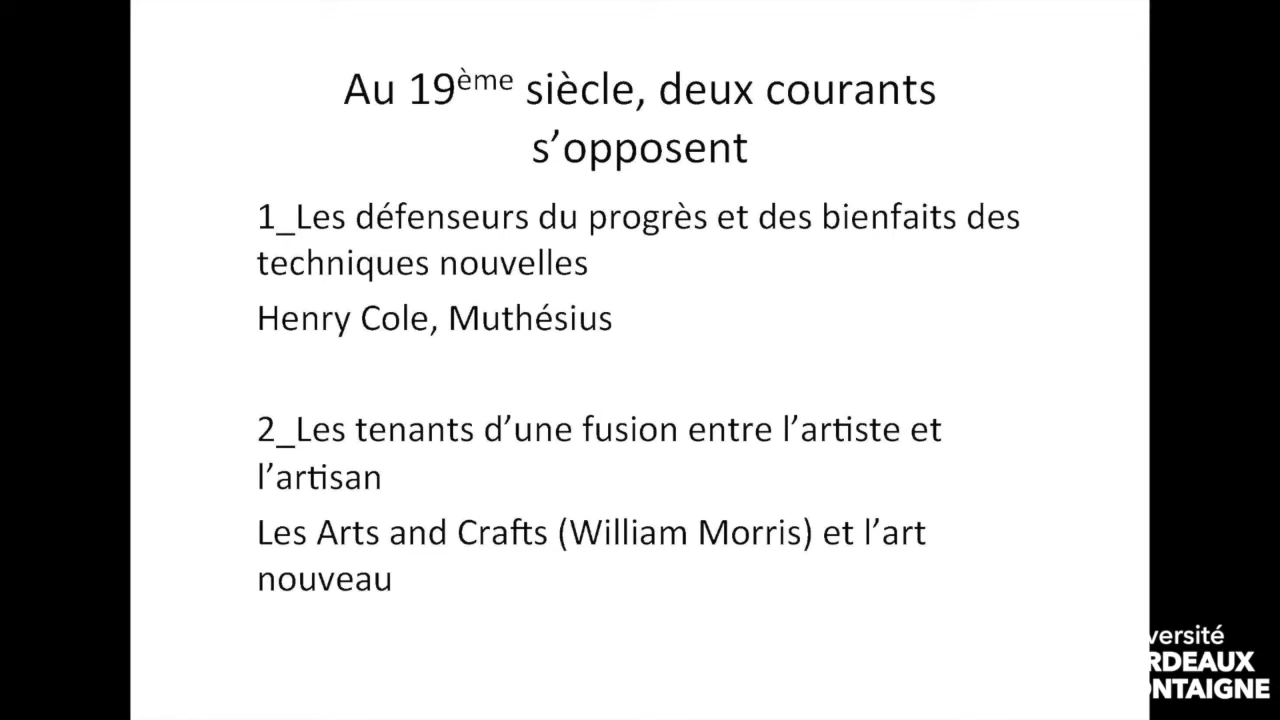 Au 19ème siècle, deux courants
s’opposent
1_Les défenseurs du progrès et des bienfaits des
techniques nouvelles
Henry Cole, Muthésius
2_Les tenants d’une fusion entre l’artiste et
l’artisan
Les Arts and Crafts (William Morris) et l’art
nouveau
versité
RDEAUX
ONTAIGNE